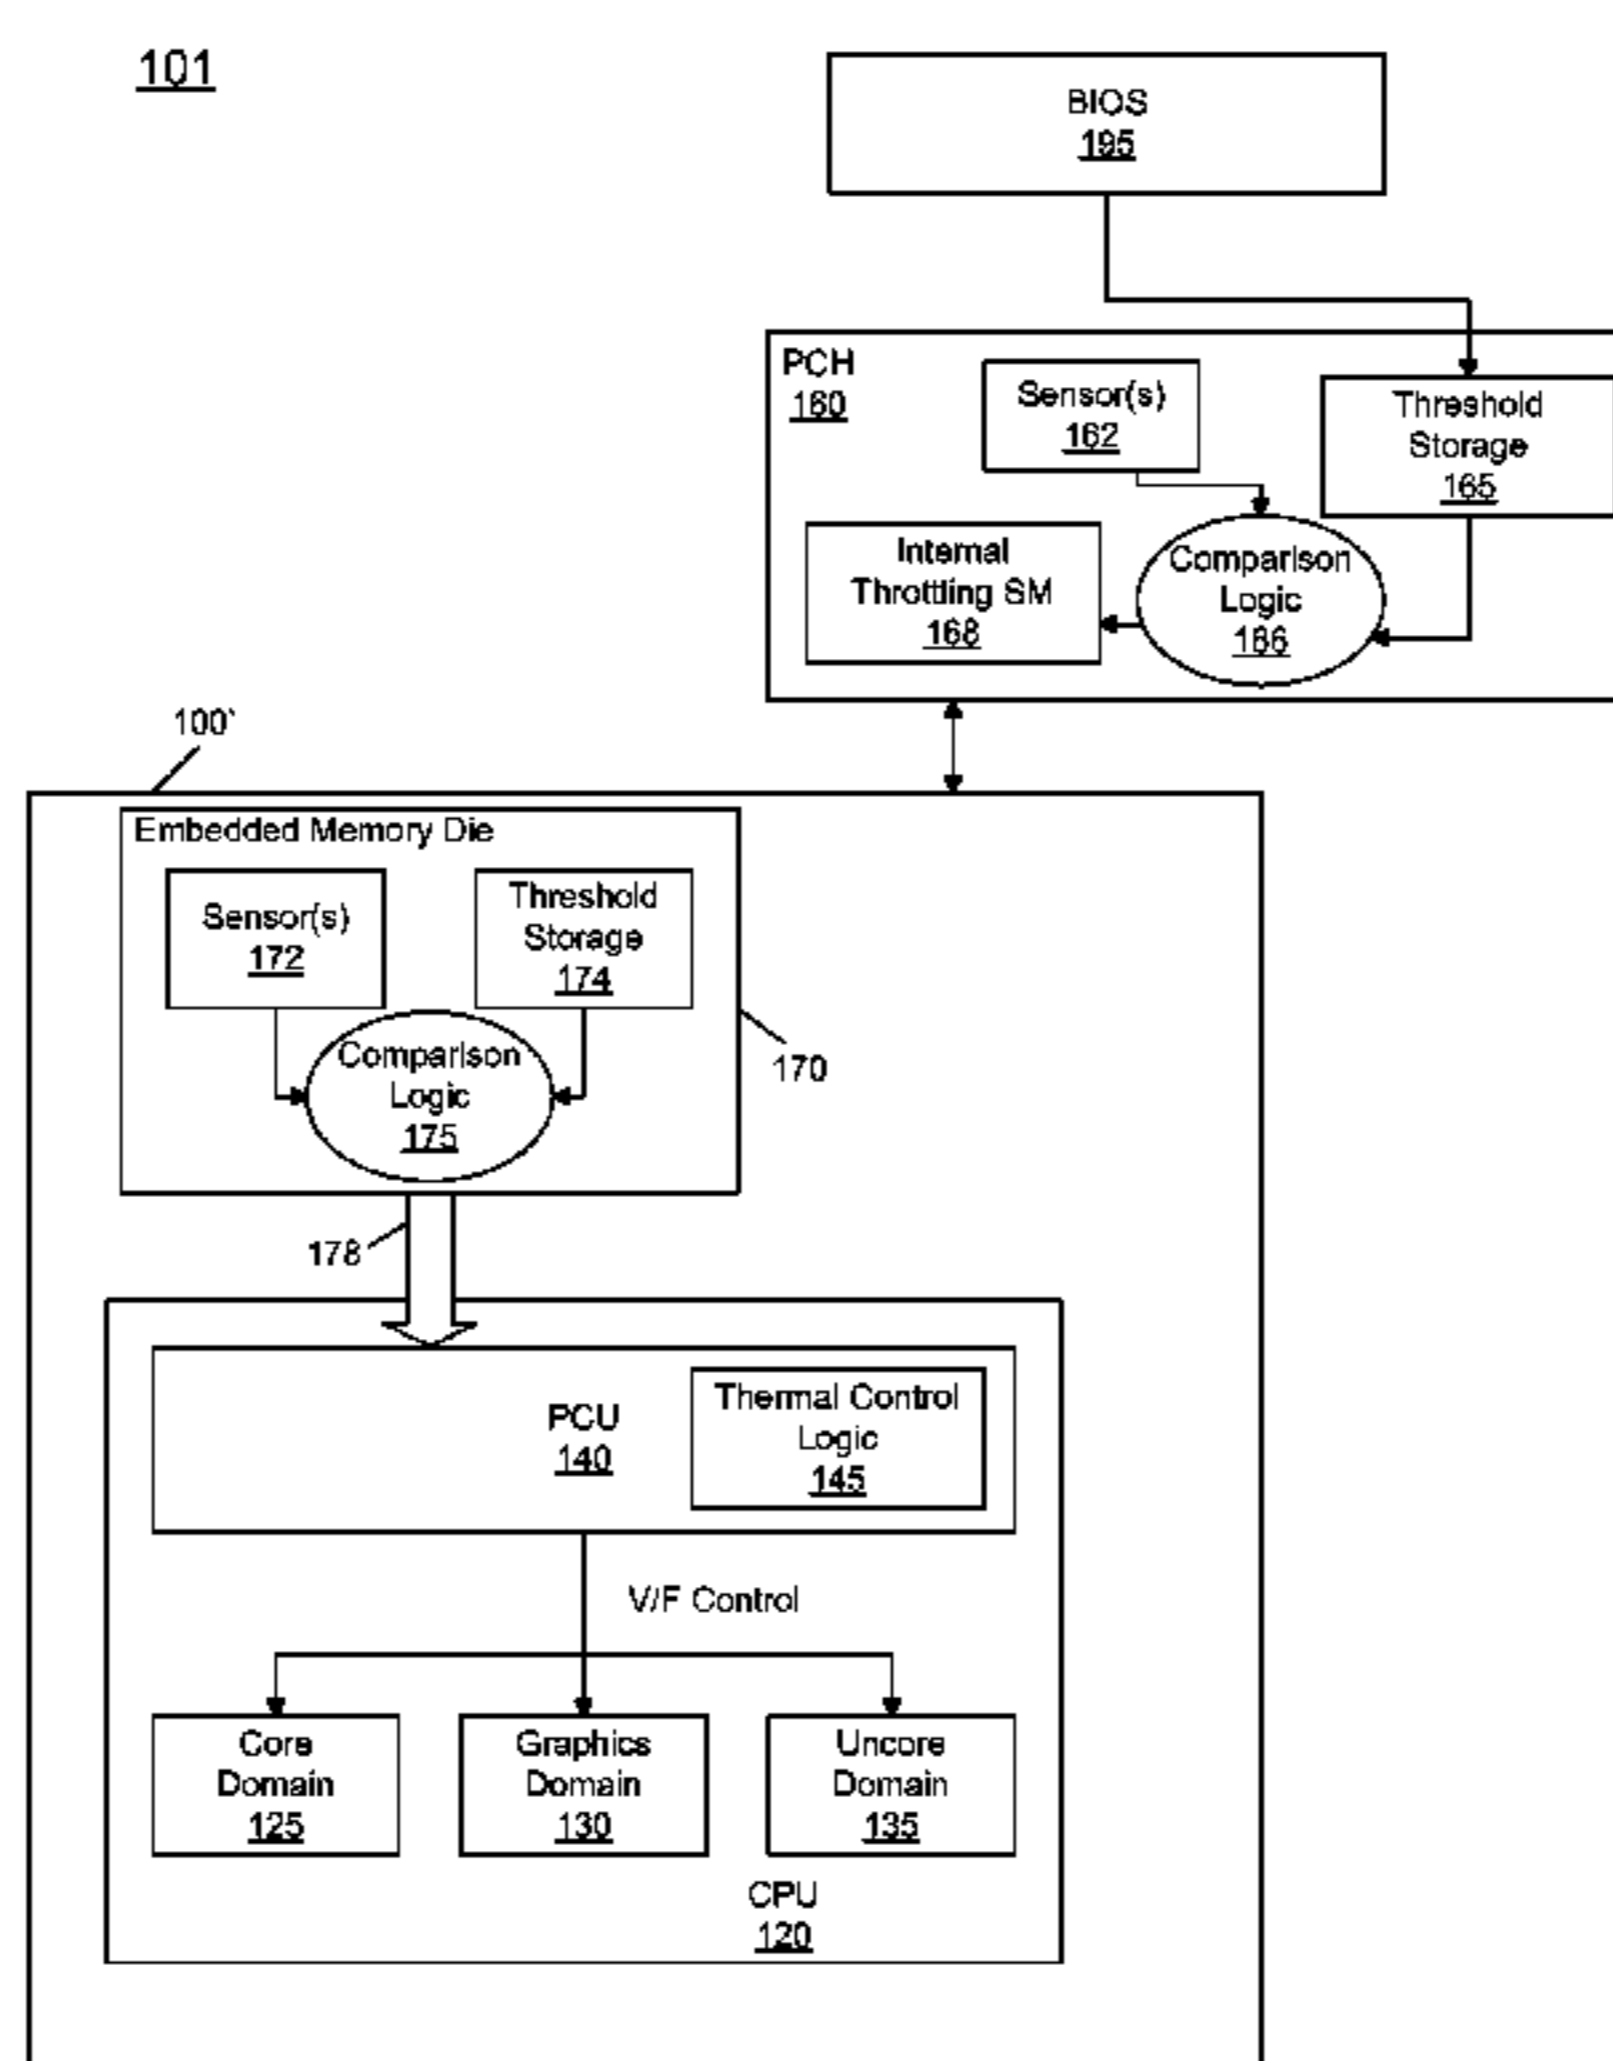 101
BIOS
195
PCH
160
Sensor(s)
162
Threshold
Storage
165
Internal
Throttling SM
168
Comparison
Logic
166
100`
Embedded Memory Die
Sensor(s)
172
Threshold
Storage
174
Comparison
Logic
175
170
178
PCU
140
Thermal Control
Logic
145
V/F Control
Core
Domain
125
Graphics
Domain
130
Uncore
Domain
135
CPU
120